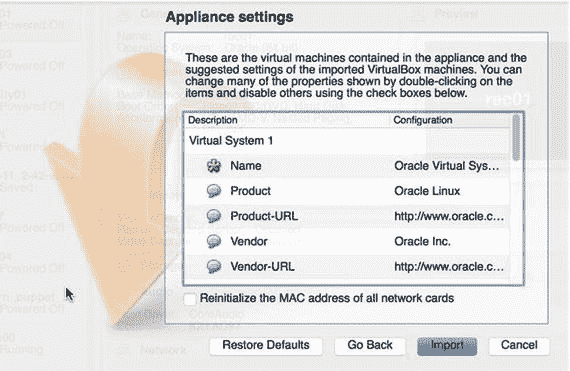 Appliance settings
These are the virtual machines contained in the appliance and the
suggested settings of the imported VirtualBox machines. You can
change many of the properties shown by double-clicking on the
items and disable others using the check boxes below.
Description Configuration
Virtual System 1
Name Oracle Virtual Sys...
Product Oracle Linux
Product-URL http://www.oracle.c...
Vendor Oracle Inc.
Vendor-URL http://www.oracle.c...
Reinitialize the MAC address of all network cards
Restore Defaults Go Back Import Cancel
Powered Off
Powered Off
Powered Off
Powered Off
Running
Preview
rac01
CoreAudio
Network